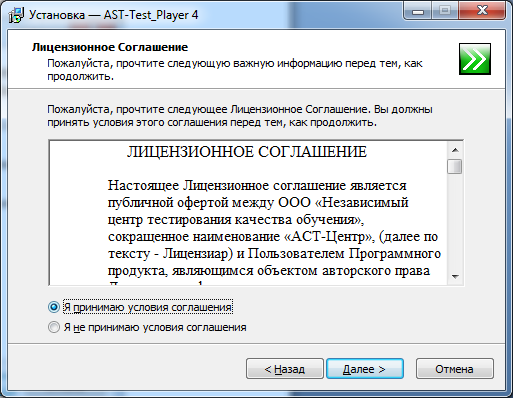 Установка — AST-Test_Player 4
Лицензионное Соглашение
Пожалуйста, прочтите следующую важную информацию перед тем, как
продолжить.
Пожалуйста, прочтите следующее Лицензионное Соглашение. Вы должны
принять условия этого соглашения перед тем, как продолжить.
ЛИЦЕНЗИОННОЕ СОГЛАШЕНИЕ
Настоящее Лицензионное соглашение является
публичной офертой между ООО «Независимый
центр тестирования качества обучения»,
сокращенное наименование «АСТ-Центр», (далее по
тексту - Лицензиар) и Пользователем Программного
продукта, являющимся объектом авторского права
Я принимаю условия соглашения
Я не принимаю условия соглашения
< Назад
Далее >
Отмена